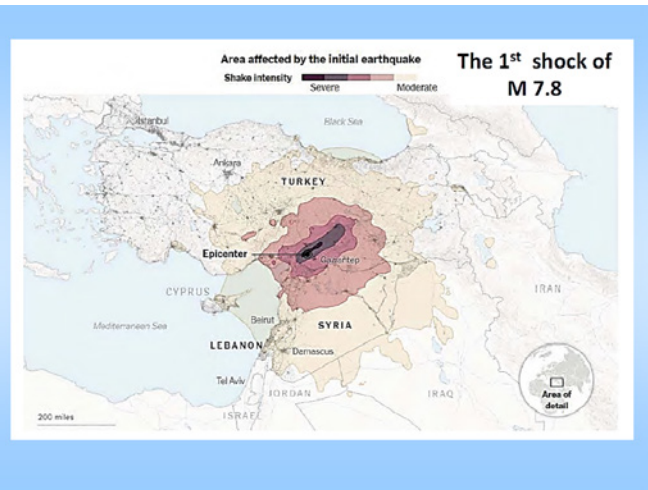 Area affected by the initial earthquake
Shake intensity
Severe
Moderate
The 1st shock of
M 7.8
Istanbul
Black Sea
Ankara
TURKEY
Epicenter
Gaziantep
CYPRUS
IRAN
Mediterranean Sea
Beirut
SYRIA
LEBANON
Damascus
Tel Aviv
Area of
detail
JORDAN
IRAQ
200 miles
ISRAEL